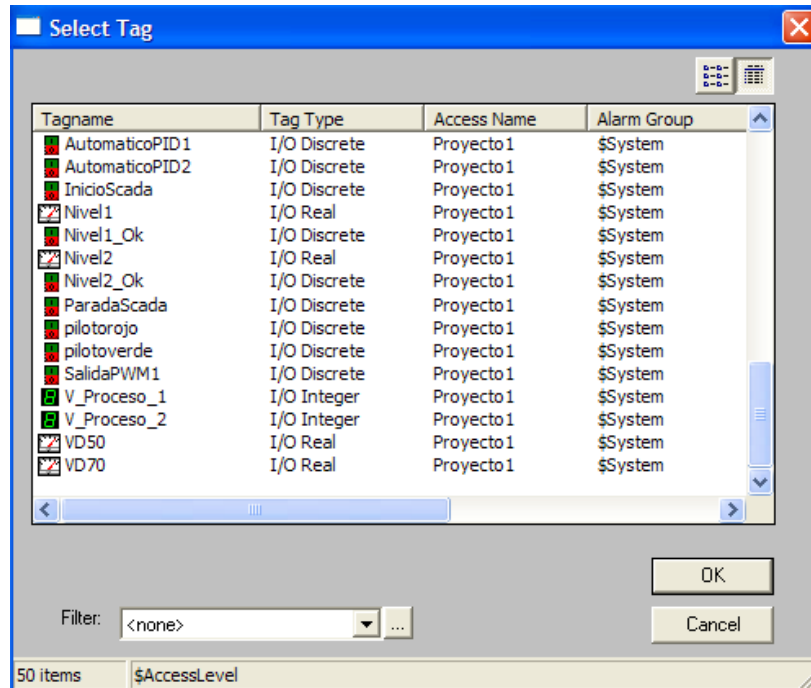 Select Tag
Tagname Tag Type Access Name Alarm Group
AutomaticoPID1 I/O Discrete Proyecto1 $System
AutomaticoPID2 I/O Discrete Proyecto1 $System
InicioScada I/O Discrete Proyecto1 $System
Nivel1 I/O Real Proyecto1 $System
Nivel1_Ok I/O Discrete Proyecto1 $System
Nivel2 I/O Real Proyecto1 $System
Nivel2_Ok I/O Discrete Proyecto1 $System
ParadaScada I/O Discrete Proyecto1 $System
pilotorojo I/O Discrete Proyecto1 $System
pilotoverde I/O Discrete Proyecto1 $System
SalidaPWM1 I/O Discrete Proyecto1 $System
V_Proceso_1 I/O Integer Proyecto1 $System
V_Proceso_2 I/O Integer Proyecto1 $System
VD50 I/O Real Proyecto1 $System
VD70 I/O Real Proyecto1 $System
OK
Filter: <none> ...
Cancel
50 items $AccessLevel